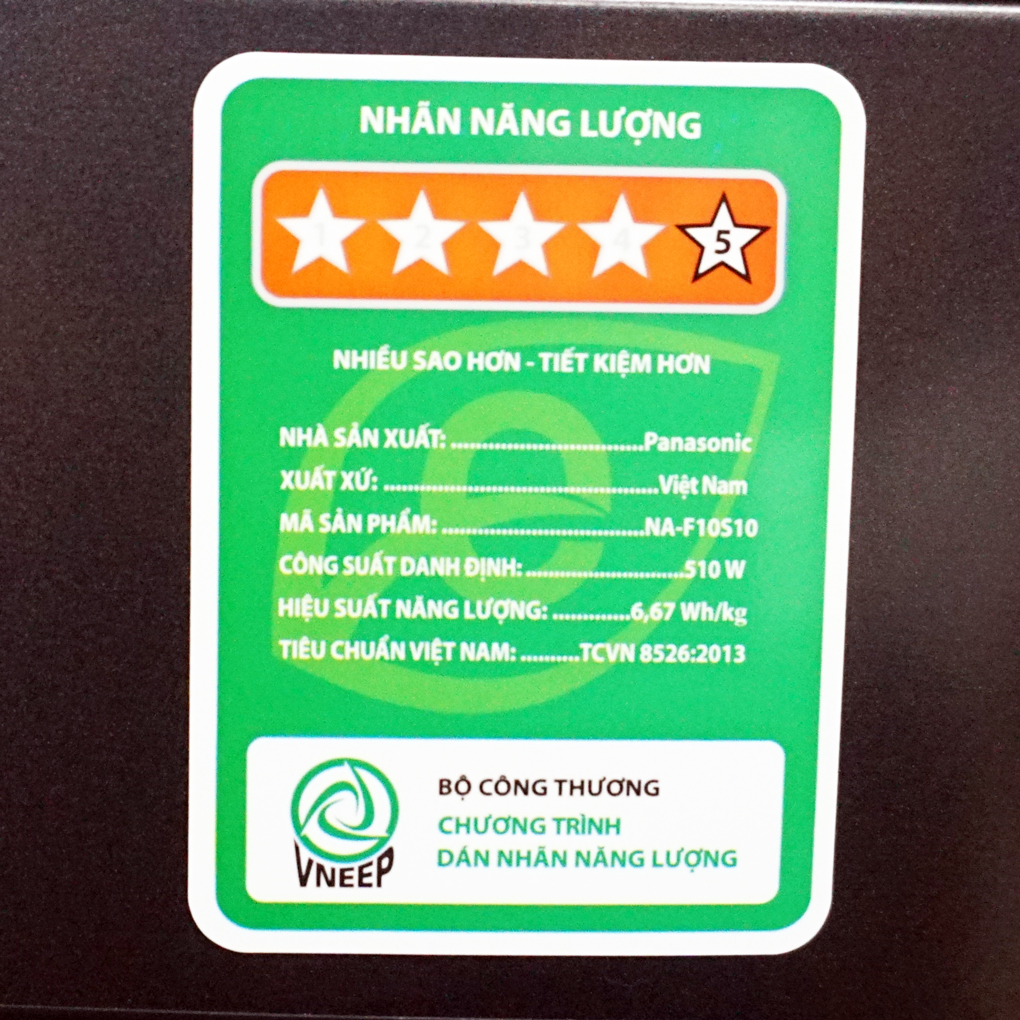 NHÃN NĂNG LƯỢNG
1 2 3 4 5
NHIỀU SAO HƠN - TIẾT KIỆM HƠN
NHÀ SẢN XUẤT: ................................Panasonic
XUẤT XỨ: .............................................Việt Nam
MÃ SẢN PHẨM: .................................NA-F10S10
CÔNG SUẤT DANH ĐỊNH: ..........................510 W
HIỆU SUẤT NĂNG LƯỢNG: .............6,67 Wh/kg
TIÊU CHUẨN VIỆT NAM: ..........TCVN 8526:2013
BỘ CÔNG THƯƠNG
CHƯƠNG TRÌNH
DÁN NHÃN NĂNG LƯỢNG
VNEEP